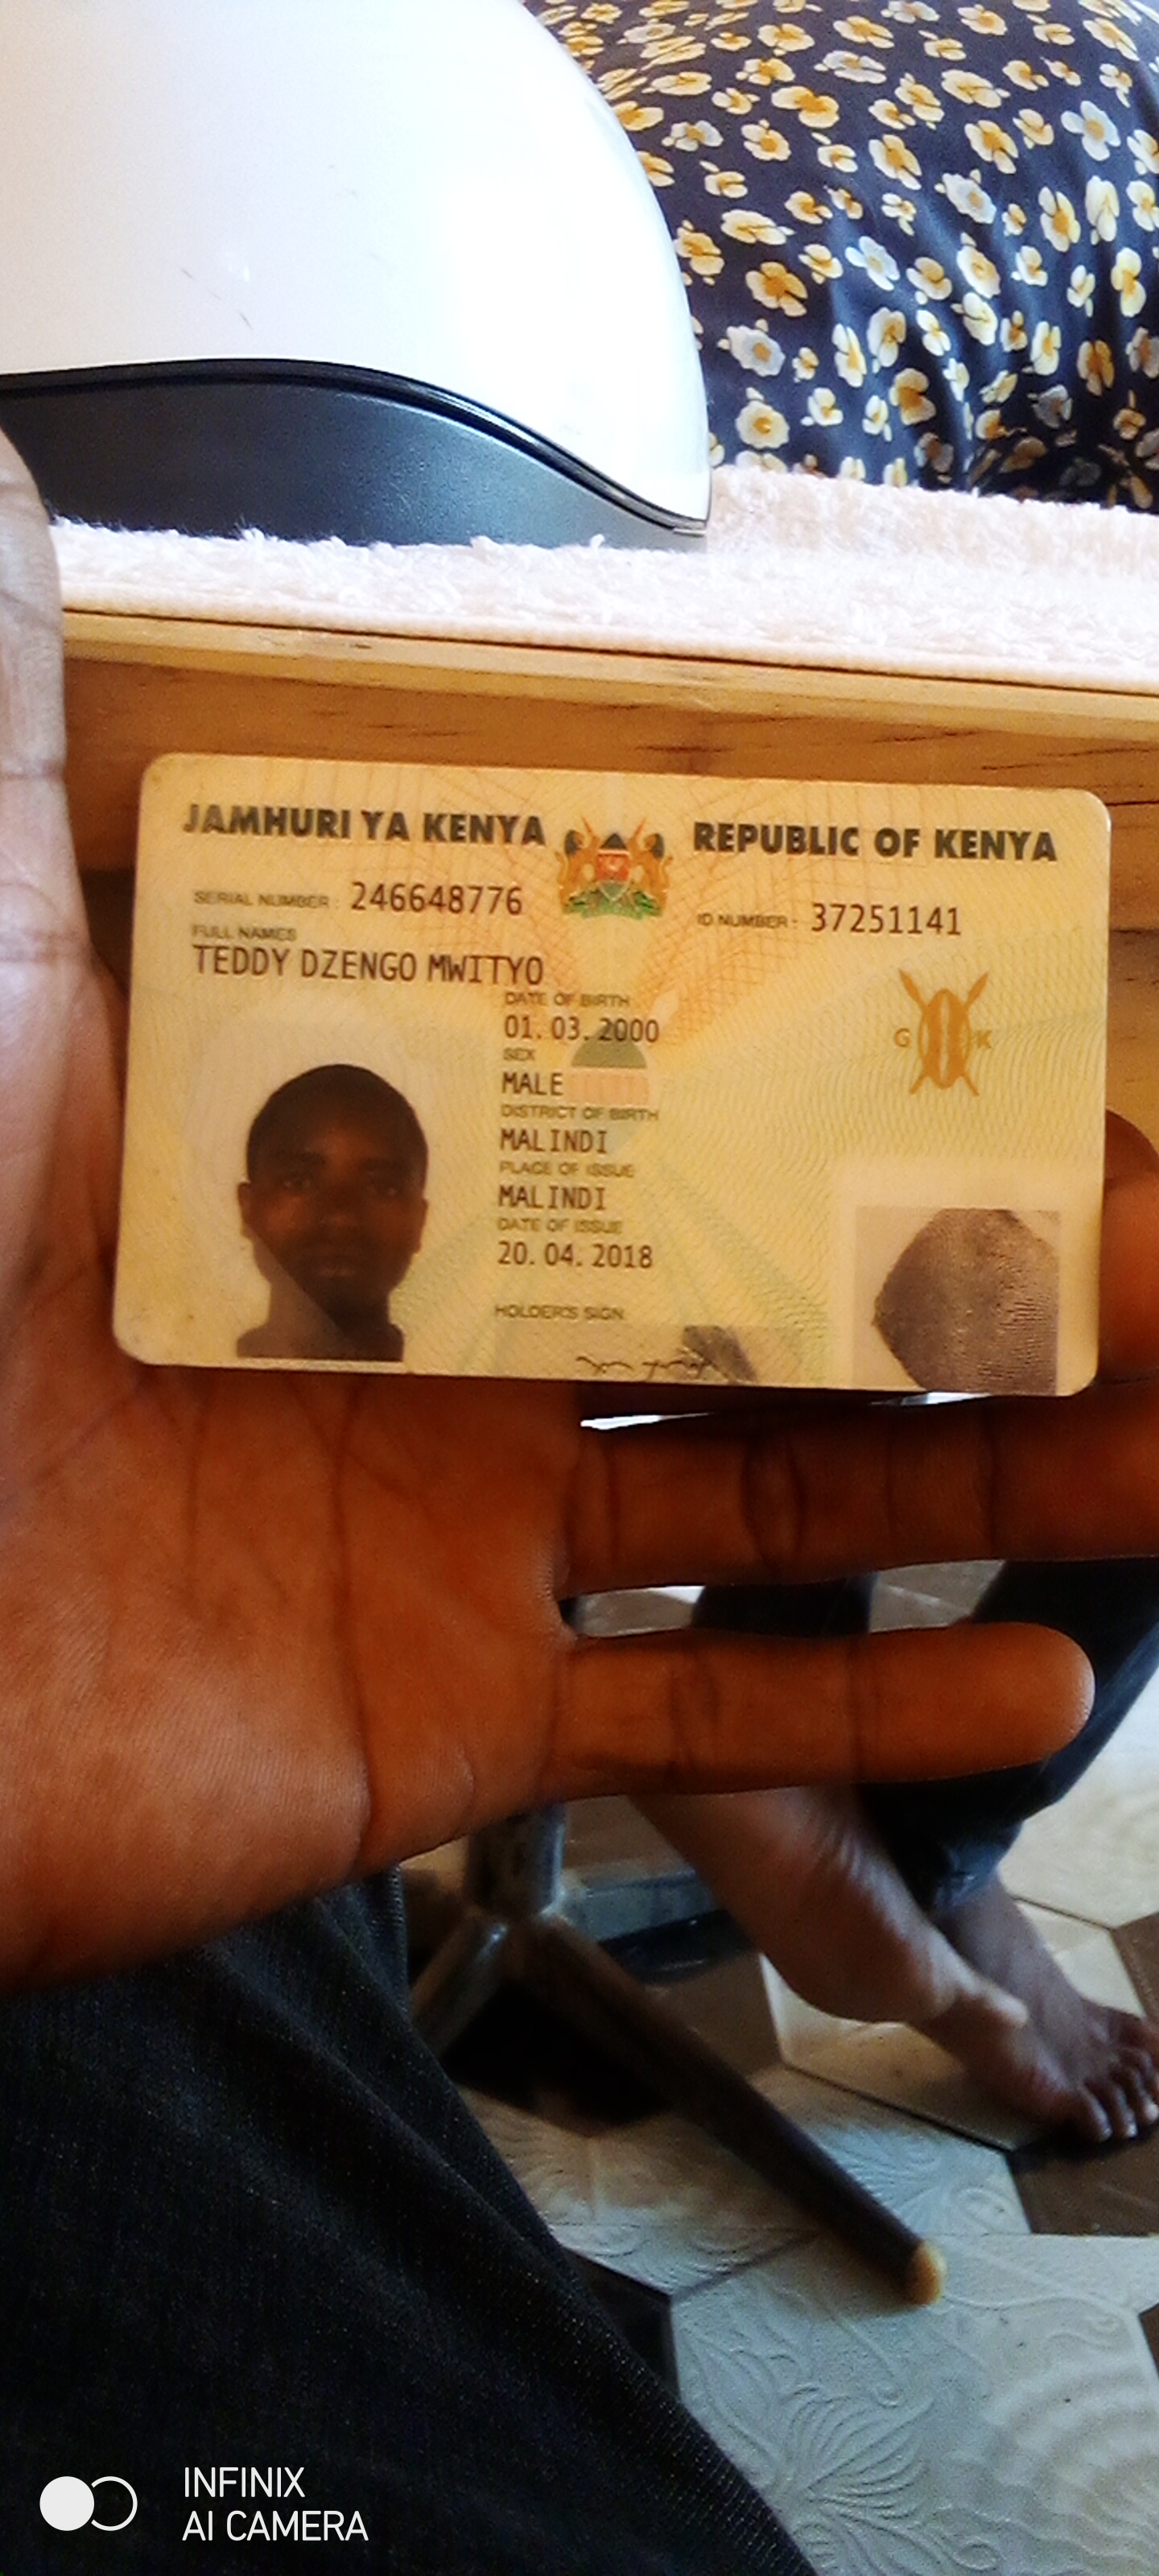 JAMHURI YA KENYA REPUBLIC OF KENYA
SERIAL NUMBER : 246648776 ID NUMBER - 37251141
FULL NAMES
TEDDY DZENGO MWITYO
DATE OF BIRTH
01. 03. 2000
SEX
MALE
G K
DISTRICT OF BIRTH
MALINDI
PLACE OF ISSUE
MALINDI
DATE OF ISSUE
20. 04. 2018
HOLDER'S SIGN.
INFINIX
AI CAMERA